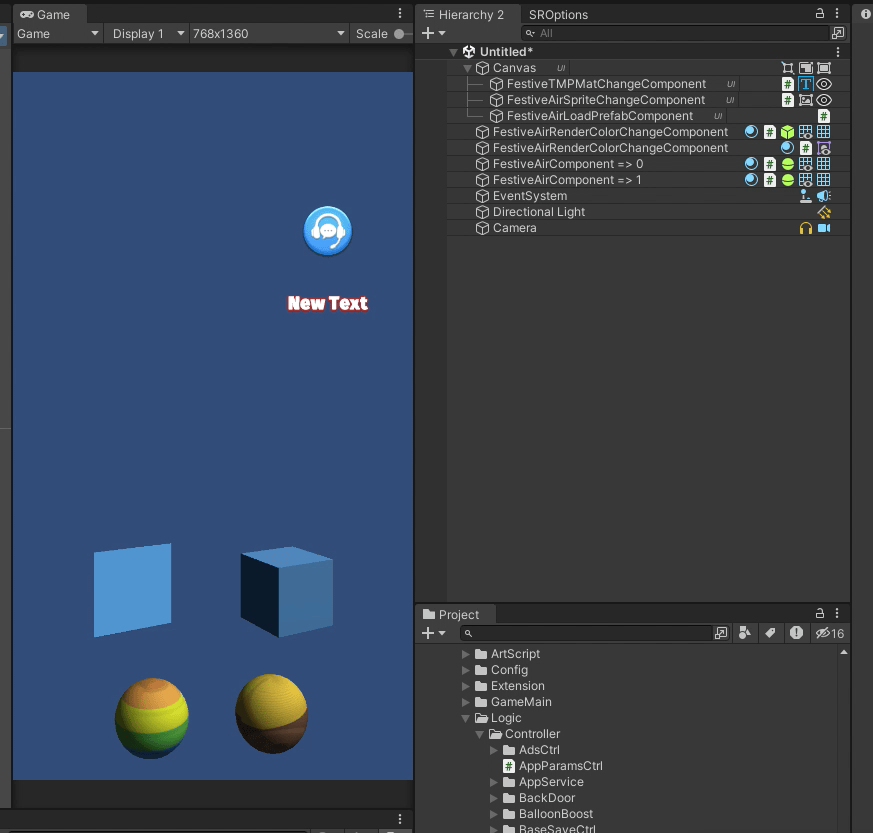 Game
Game
Display 1
768x1360
Scale
New Text
Hierarchy 2
SROptions
All
Untitled*
Canvas
UI
FestiveTMPMatChangeComponent
UI
FestiveAirSpriteChangeComponent
UI
FestiveAirLoadPrefabComponent
UI
FestiveAirRenderColorChangeComponent
FestiveAirRenderColorChangeComponent
FestiveAirComponent => 0
FestiveAirComponent => 1
EventSystem
Directional Light
Camera
Project
16
ArtScript
Config
Extension
GameMain
Logic
Controller
AdsCtrl
AppParamsCtrl
AppService
BackDoor
BalloonBoost
BaseSaveCtrl